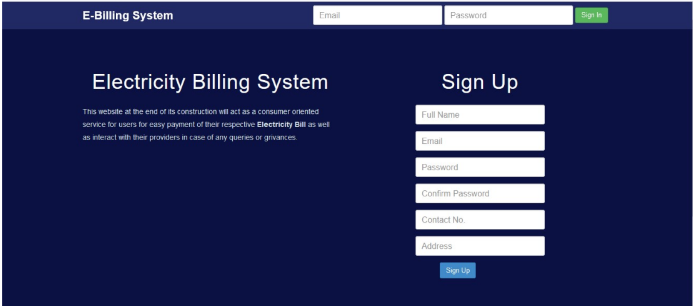 E-Billing System
Email
Password
Sign In
Electricity Billing System
This website at the end of its construction will act as a consumer oriented
service for users for easy payment of their respective Electricity Bill as well
as interact with their providers in case of any queries or grivances.
Sign Up
Full Name
Email
Password
Confirm Password
Contact No.
Address
Sign Up